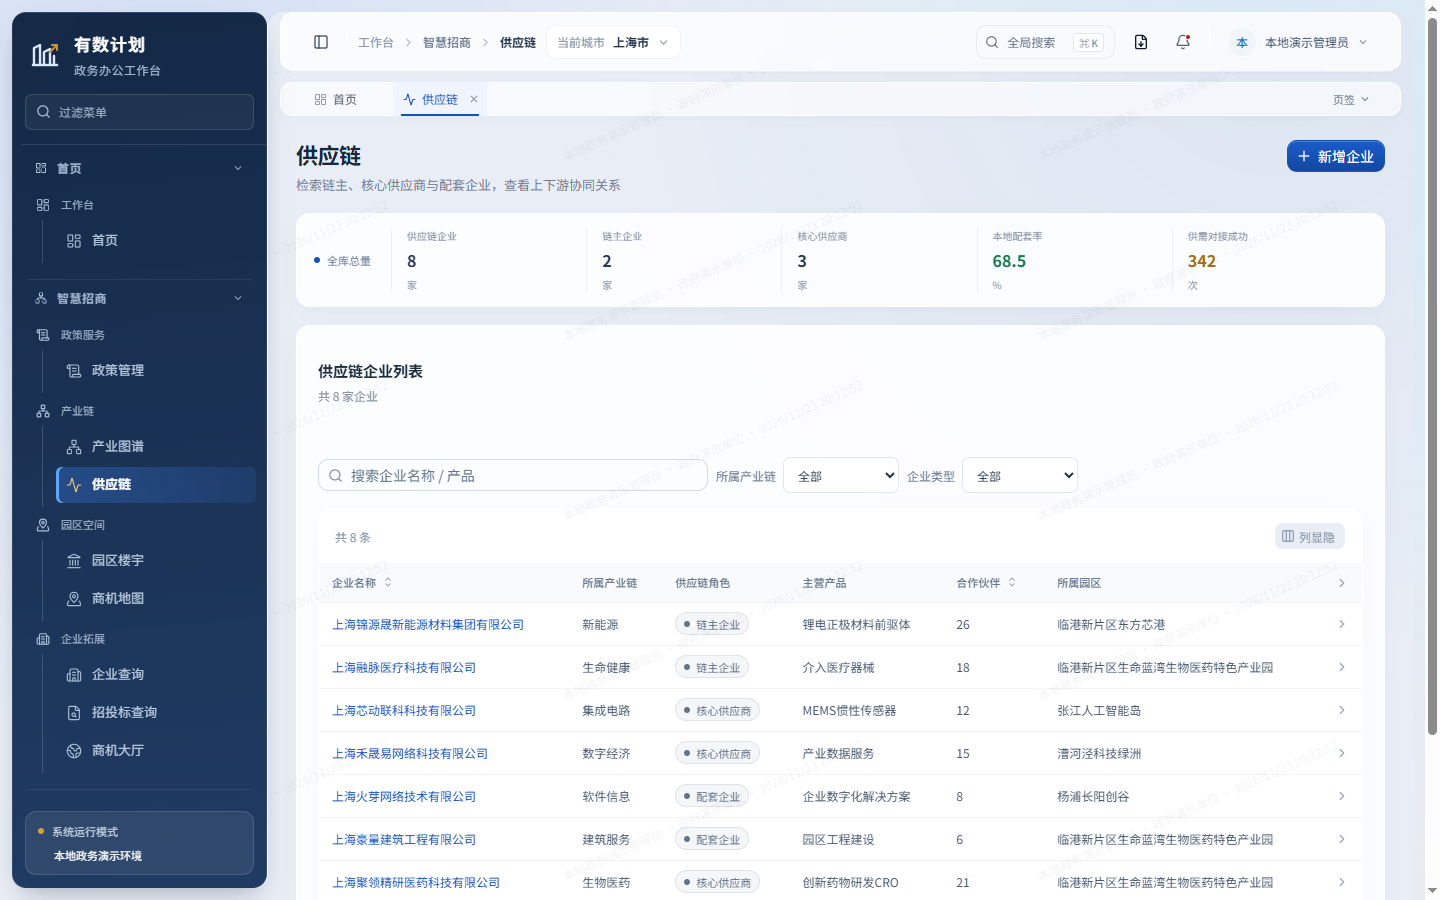 有数计划
政务办公工作台
过滤菜单
首页
工作台
首页
智慧招商
政策服务
政策管理
产业链
产业图谱
供应链
园区空间
园区楼宇
商机地图
企业拓展
企业查询
招投标查询
商机大厅
系统运行模式
本地政务演示环境
工作台 智慧招商 供应链 当前城市 上海市
全局搜索 ⌘K 本 本地演示管理员
首页 供应链 页签
供应链
检索链主、核心供应商与配套企业，查看上下游协同关系
新增企业
全库总量
供应链企业
8
家
链主企业
2
家
核心供应商
3
家
本地配套率
68.5
%
供需对接成功
342
次
供应链企业列表
共 8 家企业
搜索企业名称 / 产品 所属产业链 全部 企业类型 全部
共 8 条 列显隐
企业名称 所属产业链 供应链角色 主营产品 合作伙伴 所属园区
上海锦源晟新能源材料集团有限公司 新能源 链主企业 锂电正极材料前驱体 26 临港新片区东方芯港
上海融脉医疗科技有限公司 生命健康 链主企业 介入医疗器械 18 临港新片区生命蓝湾生物医药特色产业园
上海芯动联科科技有限公司 集成电路 核心供应商 MEMS惯性传感器 12 张江人工智能岛
上海禾晟易网络科技有限公司 数字经济 核心供应商 产业数据服务 15 漕河泾科技绿洲
上海火芽网络技术有限公司 软件信息 配套企业 企业数字化解决方案 8 杨浦长阳创谷
上海豪量建筑工程有限公司 建筑服务 配套企业 园区工程建设 6 临港新片区生命蓝湾生物医药特色产业园
上海聚领精研医药科技有限公司 生物医药 核心供应商 创新药物研发CRO 21 临港新片区生命蓝湾生物医药特色产业园
本地政务演示管理员 · 政府演示单位 · 2026/11/23 20:12:52